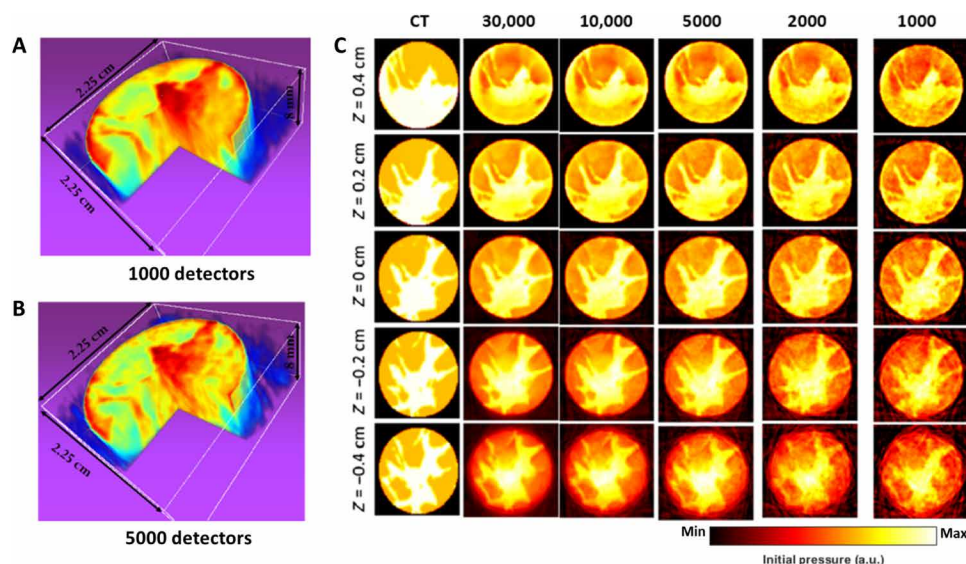 A
2.25 cm
8 mm
2.25 cm
1000 detectors
B
2.25 cm
8 mm
2.25 cm
5000 detectors
C
CT 30,000 10,000 5000 2000 1000
Z = 0.4 cm
Z = 0.2 cm
Z = 0 cm
Z = −0.2 cm
Z = −0.4 cm
Min Max
Initial pressure (a.u.)